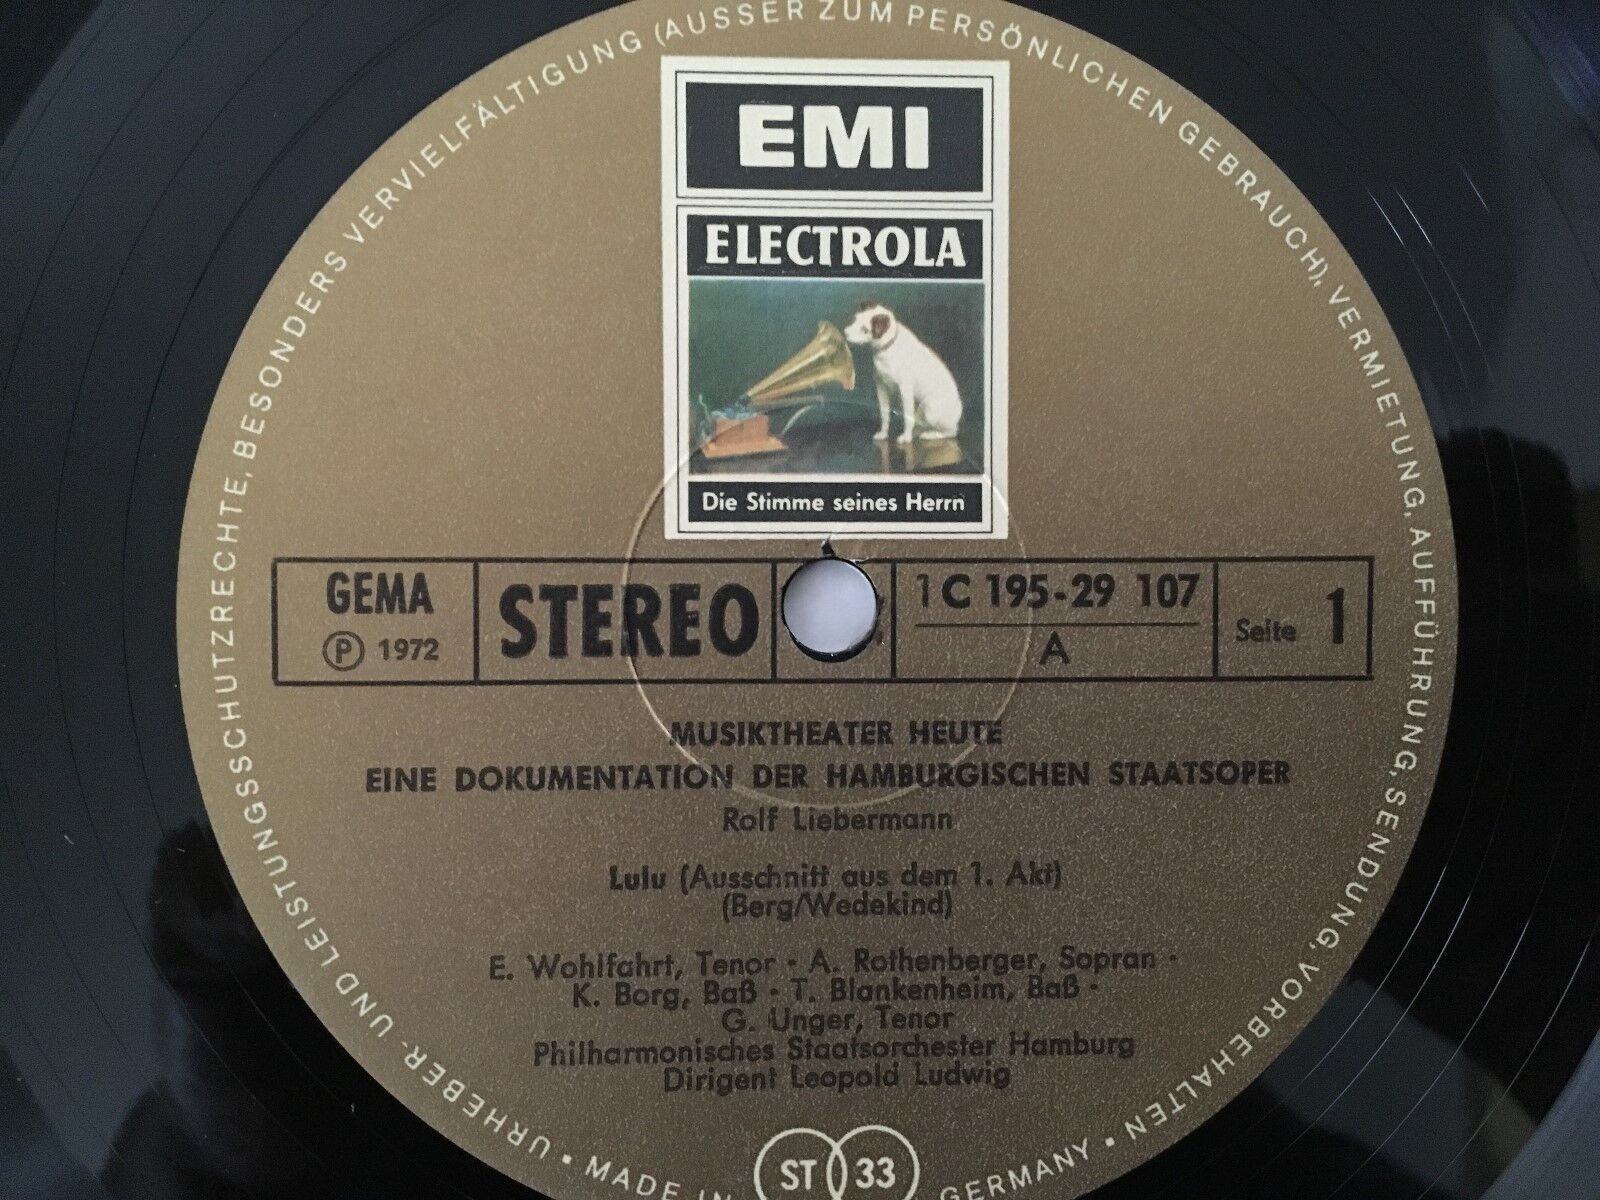 URHEBER- UND LEISTUNGSSCHUTZRECHTE, BESONDERS VERVIELFÄLTIGUNG (AUSSER ZUM PERSÖNLICHEN GEBRAUCH), VERMIETUNG, AUFFÜHRUNG, SENDUNG, VORBEHALTEN •
EMI
ELECTROLA
Die Stimme seines Herrn
GEMA
Ⓟ 1972
STEREO
1 C 195-29 107
A
Seite 1
MUSIKTHEATER HEUTE
EINE DOKUMENTATION DER HAMBURGISCHEN STAATSOPER
Rolf Liebermann
Lulu (Ausschnitt aus dem 1. Akt)
(Berg/Wedekind)
E. Wohlfahrt, Tenor · A. Rothenberger, Sopran ·
K. Borg, Baß · T. Blankenheim, Baß ·
G. Unger, Tenor
Philharmonisches Staatsorchester Hamburg
Dirigent Leopold Ludwig
• MADE IN GERMANY
ST 33